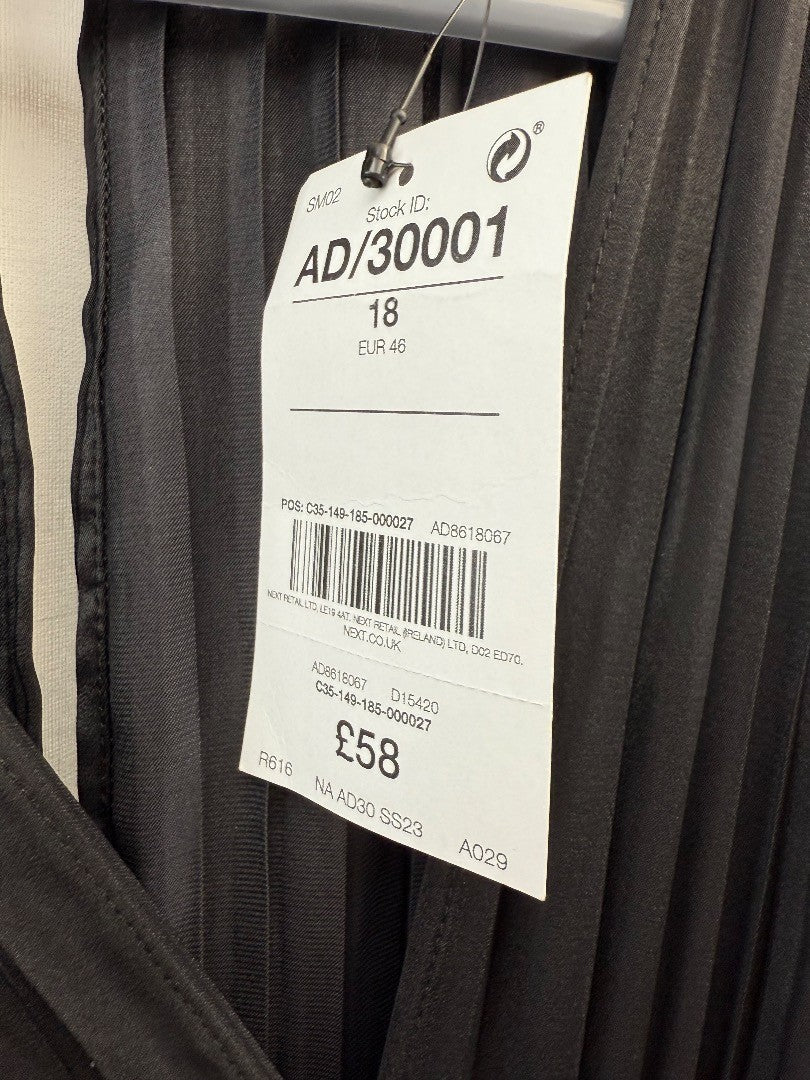 ®
SM02
Stock ID:
AD/30001
18
EUR 46
POS: C35-149-185-000027 AD8618067
NEXT RETAIL LTD, LE19 4AT. NEXT RETAIL (IRELAND) LTD, D02 ED70.
NEXT.CO.UK
AD8618067 D15420
C35-149-185-000027
£58
R616 NA AD30 SS23 A029